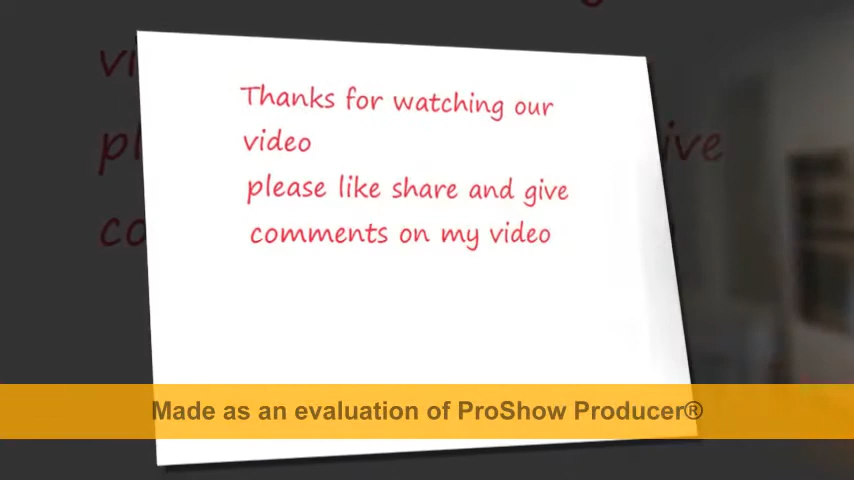 Thanks for watching our
video
please like share and give
comments on my video
Made as an evaluation of ProShow Producer®